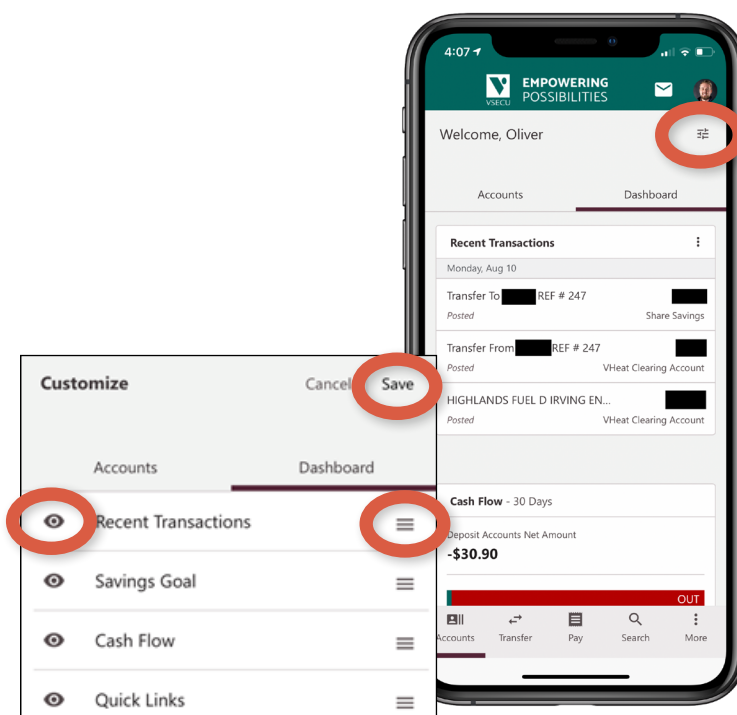 4:07
VSECU
EMPOWERING
POSSIBILITIES
Welcome, Oliver
Accounts Dashboard
Recent Transactions
Monday, Aug 10
Transfer To REF # 247
Posted Share Savings
Transfer From REF # 247
Posted VHeat Clearing Account
HIGHLANDS FUEL D IRVING EN...
Posted VHeat Clearing Account
Cash Flow - 30 Days
Deposit Accounts Net Amount
-$30.90
OUT
Accounts Transfer Pay Search More
Customize Cancel Save
Accounts Dashboard
Recent Transactions
Savings Goal
Cash Flow
Quick Links